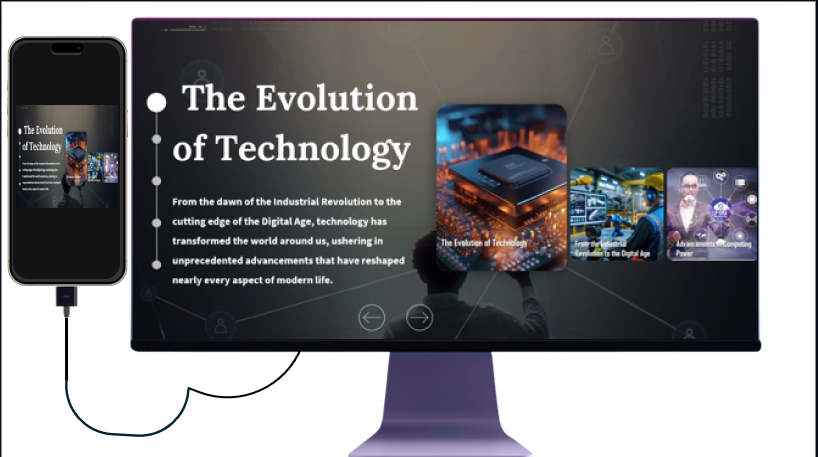 The Evolution
of Technology
The Evolution
of Technology
From the dawn of the Industrial Revolution to the
cutting edge of the Digital Age, technology has
transformed the world around us, ushering in
unprecedented advancements that have reshaped
nearly every aspect of modern life.
The Evolution of Technology
From the Industrial
Revolution to the Digital Age
Advancements in Computing
Power